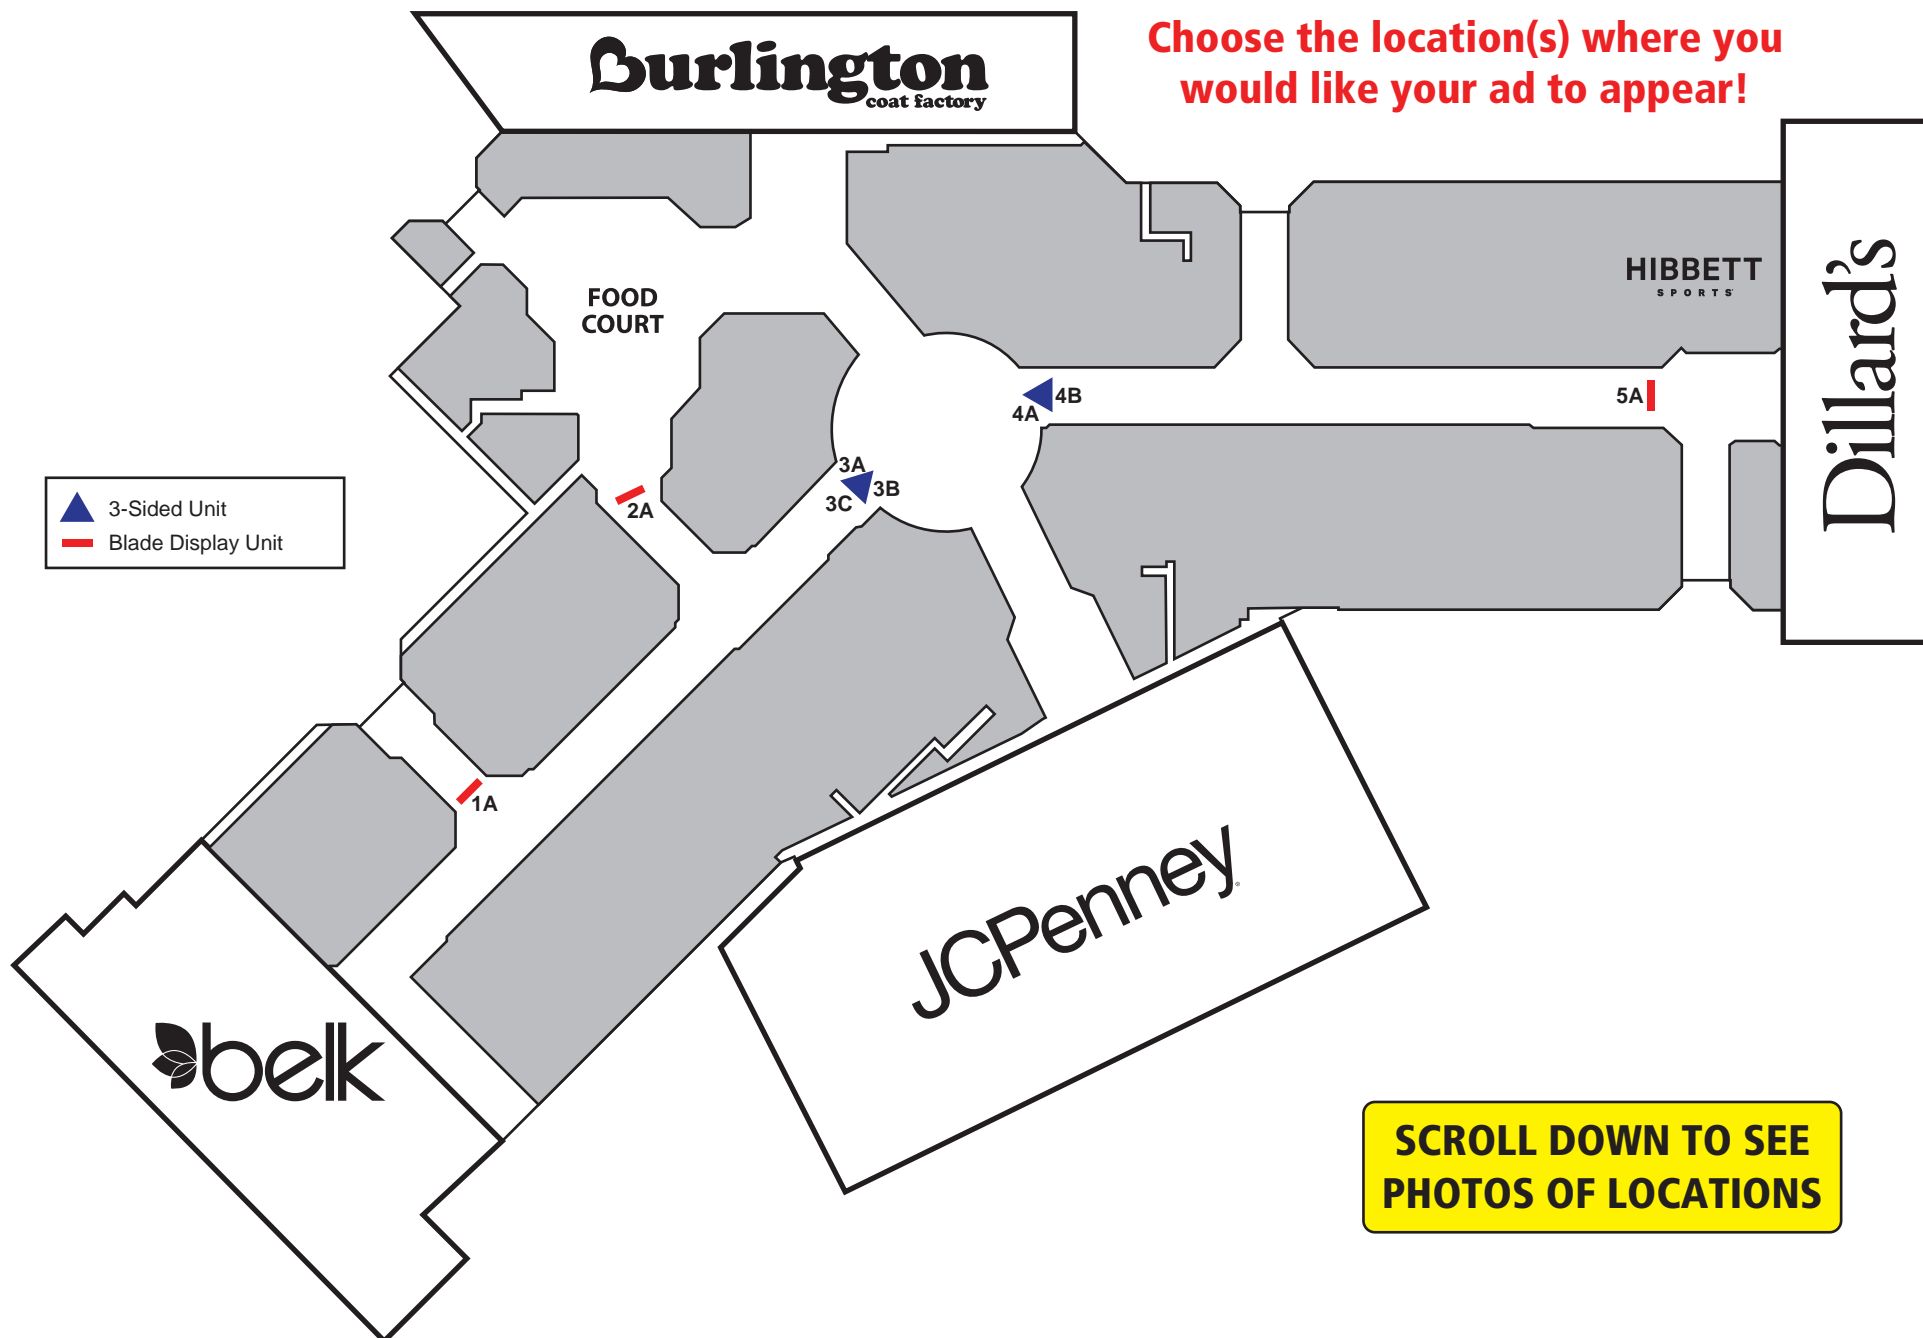 Burlington
coat factory
Choose the location(s) where you
would like your ad to appear!
HIBBETT
SPORTS
Dillard's
FOOD
COURT
4B
4A
5A
3A
3B
3C
2A
3-Sided Unit
Blade Display Unit
1A
JCPenney
belk
SCROLL DOWN TO SEE
PHOTOS OF LOCATIONS